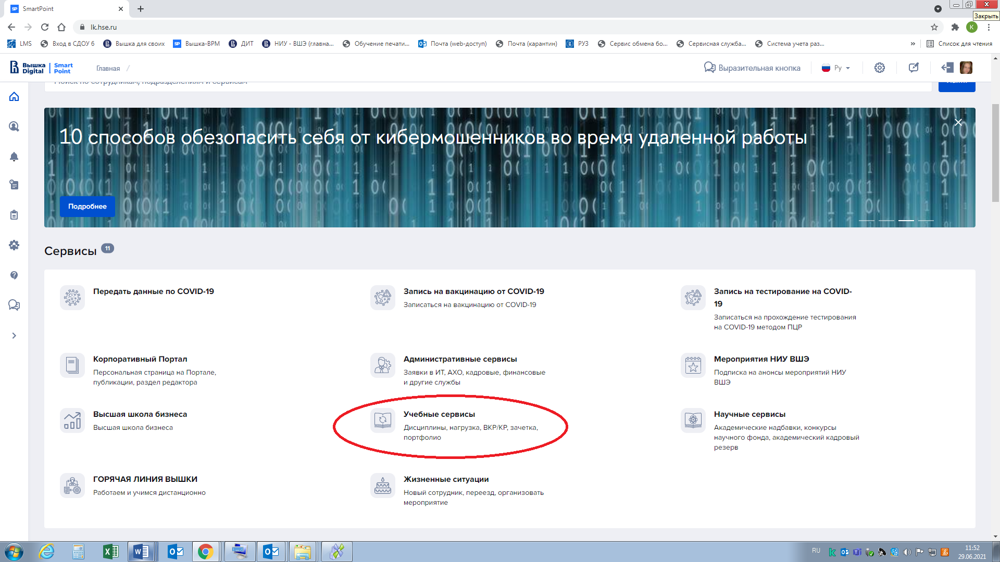 SmartPoint
Закрыть
lk.hse.ru
K
LMS
Вход в СДОУ 6
Вышка для своих
SP Вышка-BPM
ДИТ
НИУ - ВШЭ (главна...
Обучение печати...
Почта (web-доступ)
Почта (карантин)
РУЗ
Сервис обмена бо...
Сервисная служба...
Система учета раз...
»
Список для чтения
Вышка Digital | Smart Point
Главная /
Выразительная кнопка
Ру
Поиск по сотрудникам, подразделениям и сервисам
Найти
10 способов обезопасить себя от кибермошенников во время удаленной работы
Подробнее
Сервисы 11
Передать данные по COVID-19
Запись на вакцинацию от COVID-19
Записаться на вакцинацию от COVID-19
Запись на тестирование на COVID-
19
Записаться на прохождение тестирования
на COVID-19 методом ПЦР
Корпоративный Портал
Персональная страница на Портале,
публикации, раздел редактора
Административные сервисы
Заявки в ИТ, АХО, кадровые, финансовые
и другие службы
Мероприятия НИУ ВШЭ
Подписка на анонсы мероприятий НИУ
ВШЭ
Высшая школа бизнеса
Высшая школа бизнеса
Учебные сервисы
Дисциплины, нагрузка, ВКР/КР, зачетка,
портфолио
Научные сервисы
Академические надбавки, конкурсы
научного фонда, академический кадровый
резерв
ГОРЯЧАЯ ЛИНИЯ ВЫШКИ
Работаем и учимся дистанционно
Жизненные ситуации
Новый сотрудник, переезд, организовать
мероприятие
RU
11:52
29.06.2021